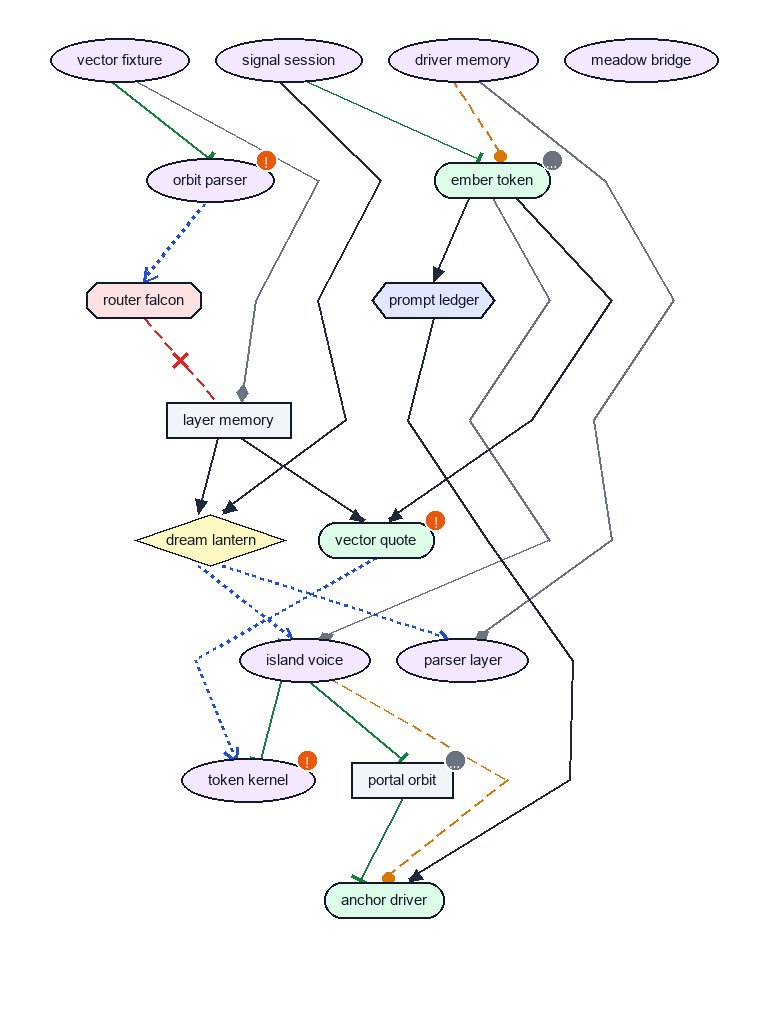 vector fixture
signal session
driver memory
meadow bridge
!
orbit parser
...
ember token
router falcon
prompt ledger
layer memory
dream lantern
!
vector quote
island voice
parser layer
!
token kernel
...
portal orbit
anchor driver